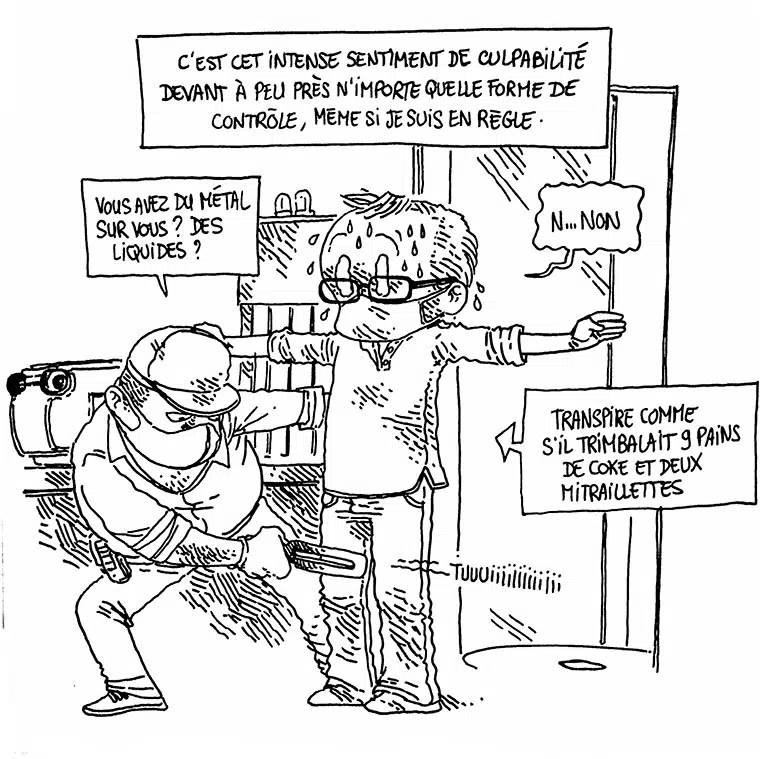 C'EST CET INTENSE SENTIMENT DE CULPABILITÉ
DEVANT À PEU PRÈS N'IMPORTE QUELLE FORME DE
CONTRÔLE, MÊME SI JE SUIS EN RÈGLE.
VOUS AVEZ DU MÉTAL
SUR VOUS ? DES
LIQUIDES ?
N... NON
TRANSPIRE COMME
S'IL TRIMBALAIT 9 PAINS
DE COKE ET DEUX
MITRAILLETTES
TUUUiiiiiiiiiii